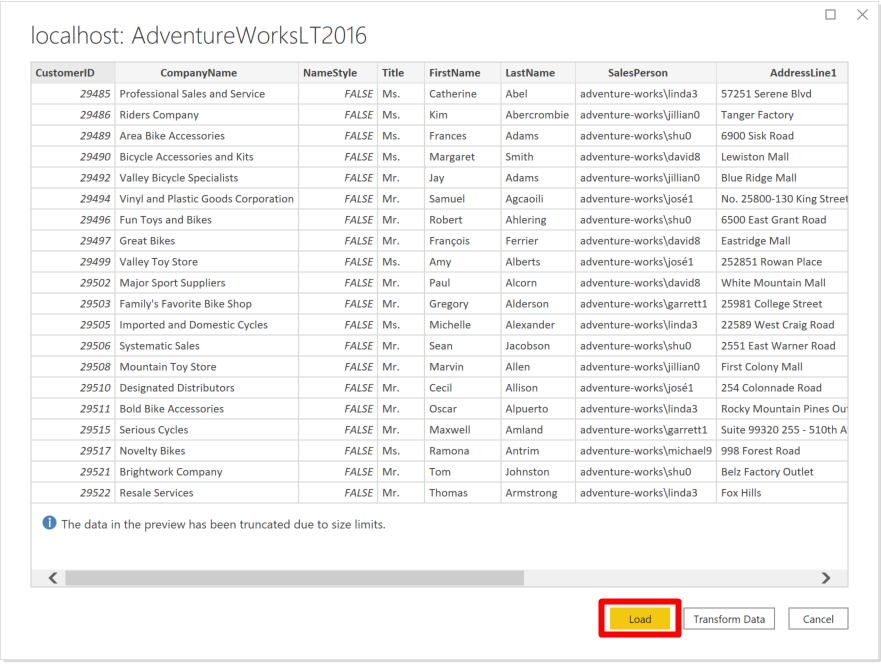 localhost: AdventureWorksLT2016
CustomerID CompanyName NameStyle Title FirstName LastName SalesPerson AddressLine1
29485 Professional Sales and Service FALSE Ms. Catherine Abel adventure-works\linda3 57251 Serene Blvd
29486 Riders Company FALSE Ms. Kim Abercrombie adventure-works\jillian0 Tanger Factory
29489 Area Bike Accessories FALSE Ms. Frances Adams adventure-works\shu0 6900 Sisk Road
29490 Bicycle Accessories and Kits FALSE Ms. Margaret Smith adventure-works\david8 Lewiston Mall
29492 Valley Bicycle Specialists FALSE Mr. Jay Adams adventure-works\jillian0 Blue Ridge Mall
29494 Vinyl and Plastic Goods Corporation FALSE Mr. Samuel Agcaoili adventure-works\josé1 No. 25800-130 King Street
29496 Fun Toys and Bikes FALSE Mr. Robert Ahlering adventure-works\shu0 6500 East Grant Road
29497 Great Bikes FALSE Mr. François Ferrier adventure-works\david8 Eastridge Mall
29499 Valley Toy Store FALSE Ms. Amy Alberts adventure-works\josé1 252851 Rowan Place
29502 Major Sport Suppliers FALSE Mr. Paul Alcorn adventure-works\david8 White Mountain Mall
29503 Family's Favorite Bike Shop FALSE Mr. Gregory Alderson adventure-works\garrett1 25981 College Street
29505 Imported and Domestic Cycles FALSE Ms. Michelle Alexander adventure-works\linda3 22589 West Craig Road
29506 Systematic Sales FALSE Mr. Sean Jacobson adventure-works\shu0 2551 East Warner Road
29508 Mountain Toy Store FALSE Mr. Marvin Allen adventure-works\jillian0 First Colony Mall
29510 Designated Distributors FALSE Mr. Cecil Allison adventure-works\josé1 254 Colonnade Road
29511 Bold Bike Accessories FALSE Mr. Oscar Alpuerto adventure-works\linda3 Rocky Mountain Pines Ou
29515 Serious Cycles FALSE Mr. Maxwell Amland adventure-works\garrett1 Suite 99320 255 - 510th A
29517 Novelty Bikes FALSE Ms. Ramona Antrim adventure-works\michael9 998 Forest Road
29521 Brightwork Company FALSE Mr. Tom Johnston adventure-works\shu0 Belz Factory Outlet
29522 Resale Services FALSE Mr. Thomas Armstrong adventure-works\linda3 Fox Hills
The data in the preview has been truncated due to size limits.
Load Transform Data Cancel